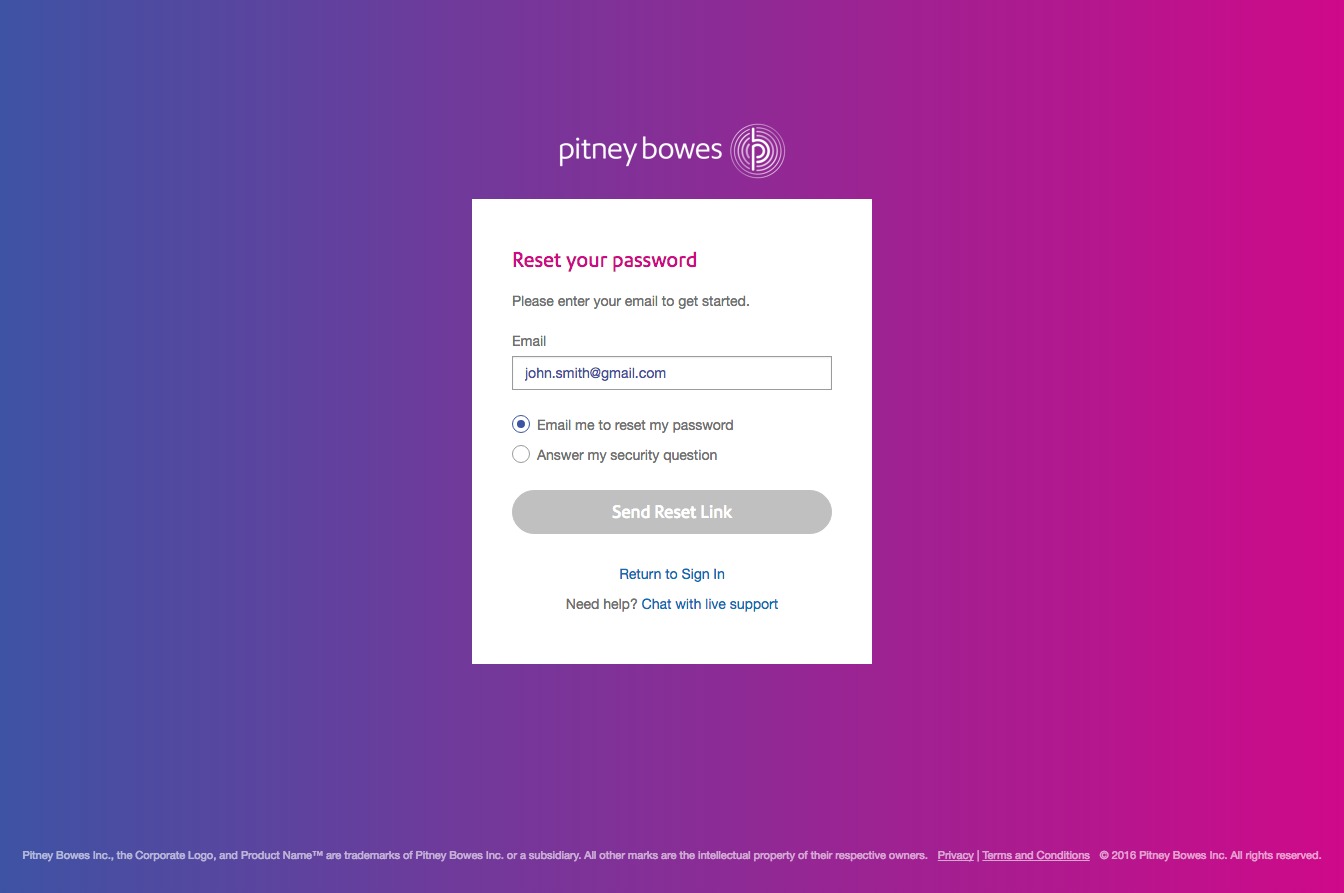 pitney bowes
Reset your password
Please enter your email to get started.
Email
john.smith@gmail.com
Email me to reset my password
Answer my security question
Send Reset Link
Return to Sign In
Need help? Chat with live support
Pitney Bowes Inc., the Corporate Logo, and Product Name™ are trademarks of Pitney Bowes Inc. or a subsidiary. All other marks are the intellectual property of their respective owners. Privacy | Terms and Conditions © 2016 Pitney Bowes Inc. All rights reserved.